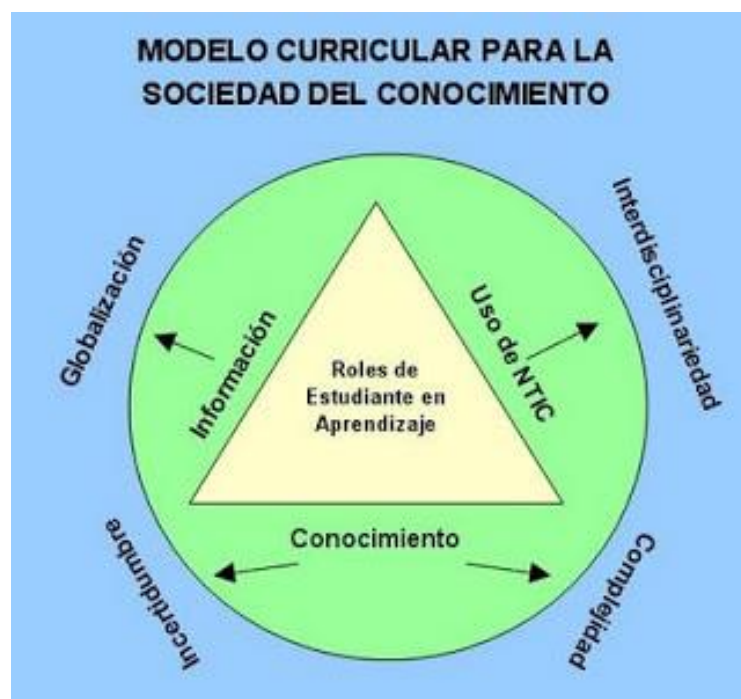 MODELO CURRICULAR PARA LA
SOCIEDAD DEL CONOCIMIENTO
Globalización
Interdisciplinariedad
Información
Uso de NTIC
Roles de
Estudiante en
Aprendizaje
Conocimiento
Incertidumbre
Complejidad